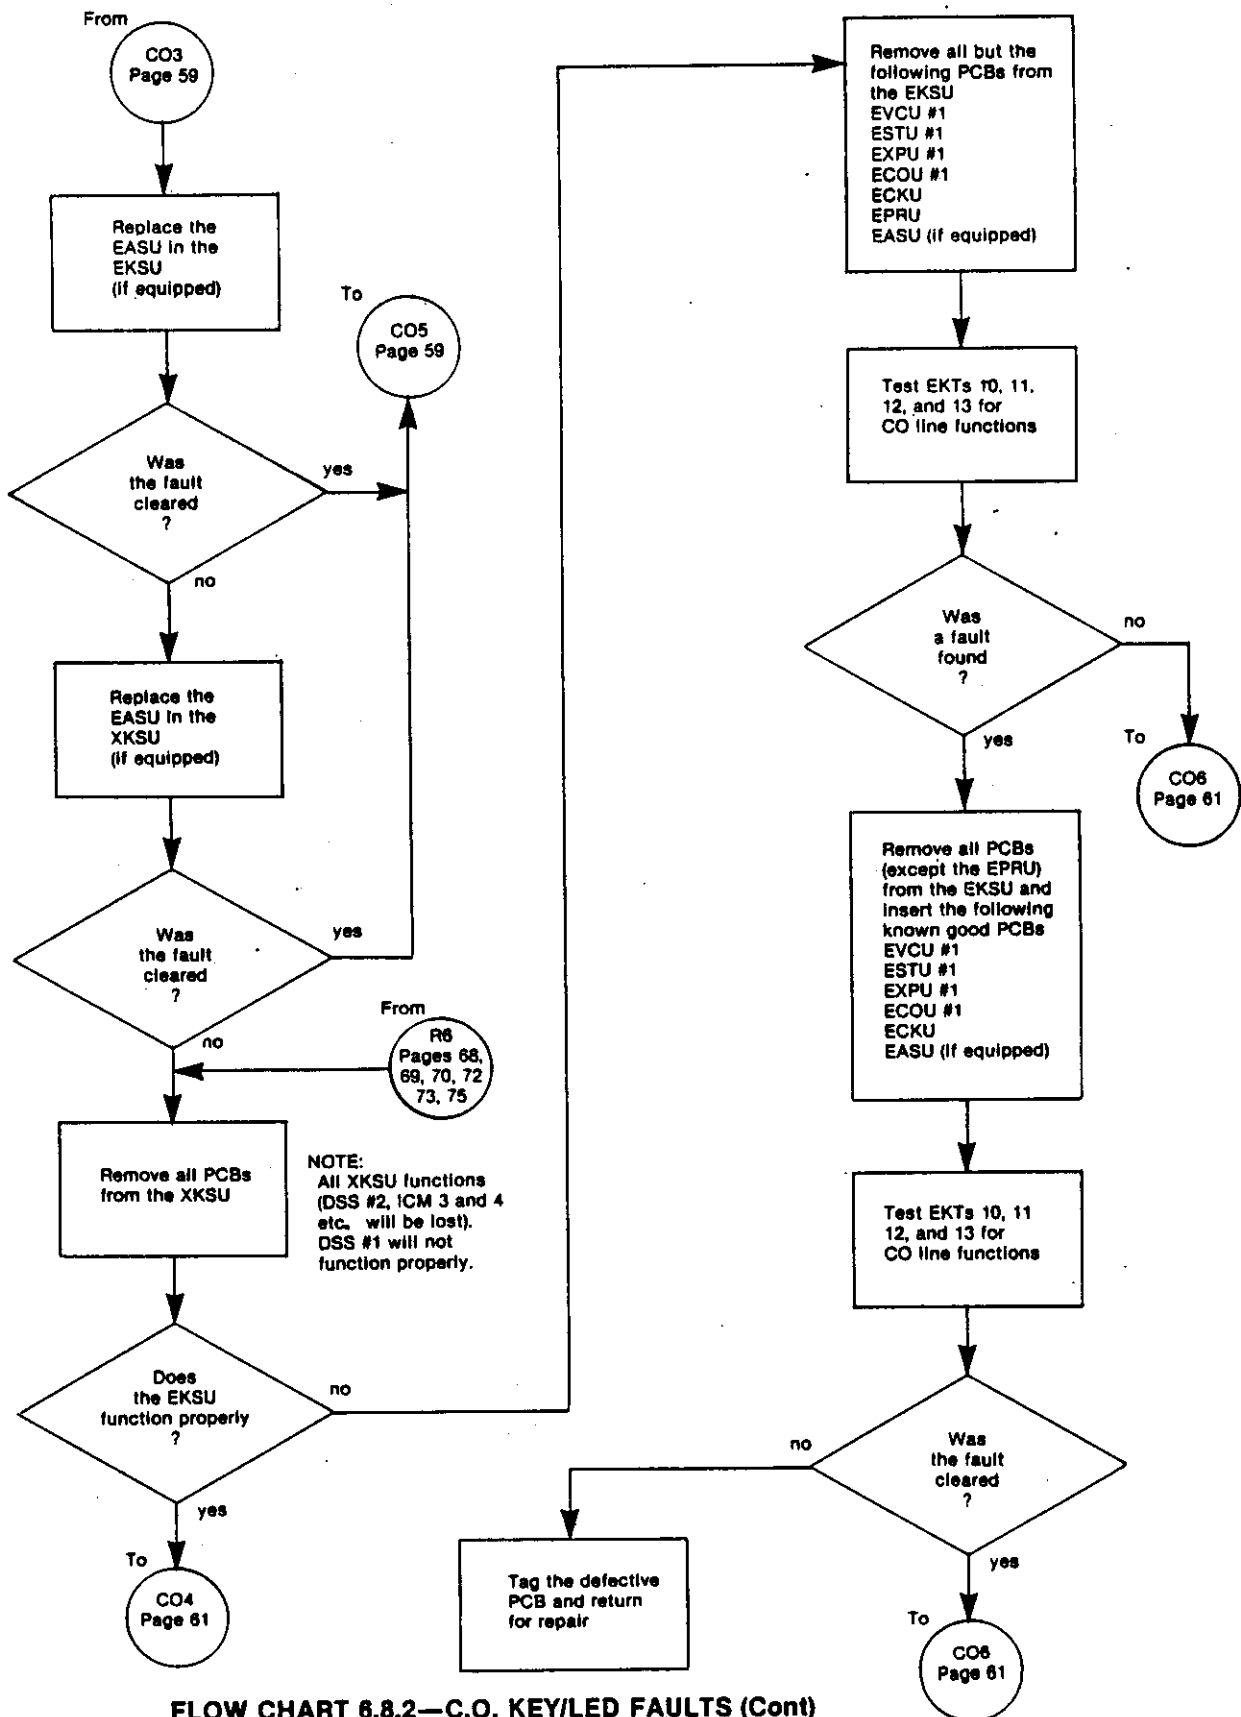 From
CO3
Page 59
Replace the
EASU in the
EKSU
(if equipped)
To
CO5
Page 59
Was
the fault
cleared
?
yes
no
Replace the
EASU in the
XKSU
(if equipped)
Was
the fault
cleared
?
yes
no
From
R6
Pages 68,
69, 70, 72
73, 75
Remove all PCBs
from the XKSU
NOTE:
All XKSU functions
(DSS #2, ICM 3 and 4
etc. will be lost).
DSS #1 will not
function properly.
Does
the EKSU
function properly
?
no
yes
To
CO4
Page 61
Remove all but the
following PCBs from
the EKSU
EVCU #1
ESTU #1
EXPU #1
ECOU #1
ECKU
EPRU
EASU (if equipped)
Test EKTs 10, 11,
12, and 13 for
CO line functions
Was
a fault
found
?
no
yes
To
CO6
Page 61
Remove all PCBs
(except the EPRU)
from the EKSU and
insert the following
known good PCBs
EVCU #1
ESTU #1
EXPU #1
ECOU #1
ECKU
EASU (if equipped)
Test EKTs 10, 11
12, and 13 for
CO line functions
Was
the fault
cleared
?
no
yes
Tag the defective
PCB and return
for repair
To
CO6
Page 61
FLOW CHART 6.8.2—C.O. KEY/LED FAULTS (Cont)